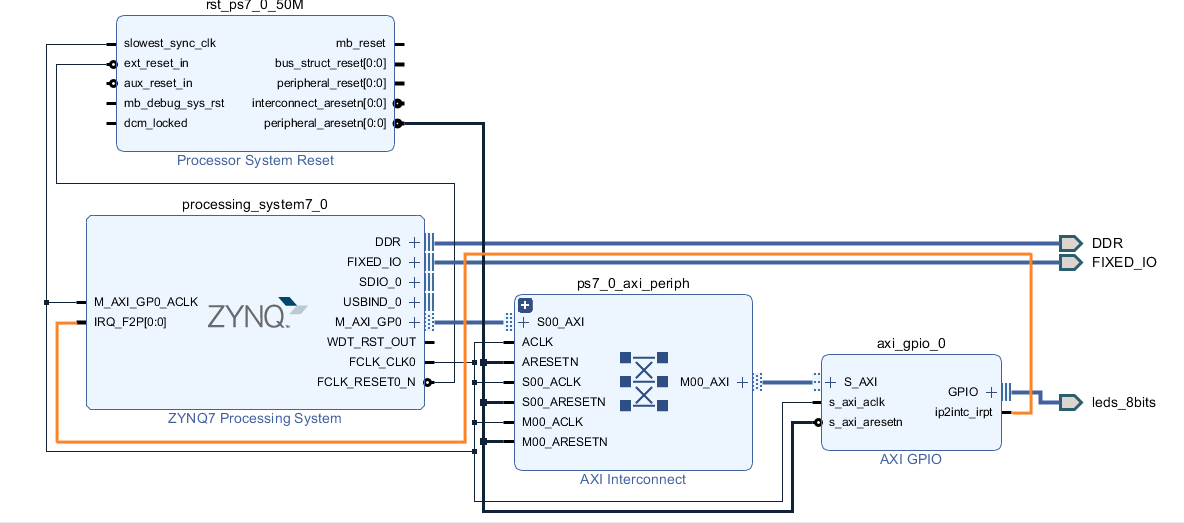 rst_ps7_0_50M
slowest_sync_clk
ext_reset_in
aux_reset_in
mb_debug_sys_rst
dcm_locked
mb_reset
bus_struct_reset[0:0]
peripheral_reset[0:0]
interconnect_aresetn[0:0]
peripheral_aresetn[0:0]
Processor System Reset
processing_system7_0
M_AXI_GP0_ACLK
IRQ_F2P[0:0]
ZYNQ
DDR
FIXED_IO
SDIO_0
USBIND_0
M_AXI_GP0
WDT_RST_OUT
FCLK_CLK0
FCLK_RESET0_N
ZYNQ7 Processing System
ps7_0_axi_periph
S00_AXI
ACLK
ARESETN
S00_ACLK
S00_ARESETN
M00_ACLK
M00_ARESETN
M00_AXI
AXI Interconnect
axi_gpio_0
S_AXI
s_axi_aclk
s_axi_aresetn
GPIO
ip2intc_irpt
AXI GPIO
DDR
FIXED_IO
leds_8bits